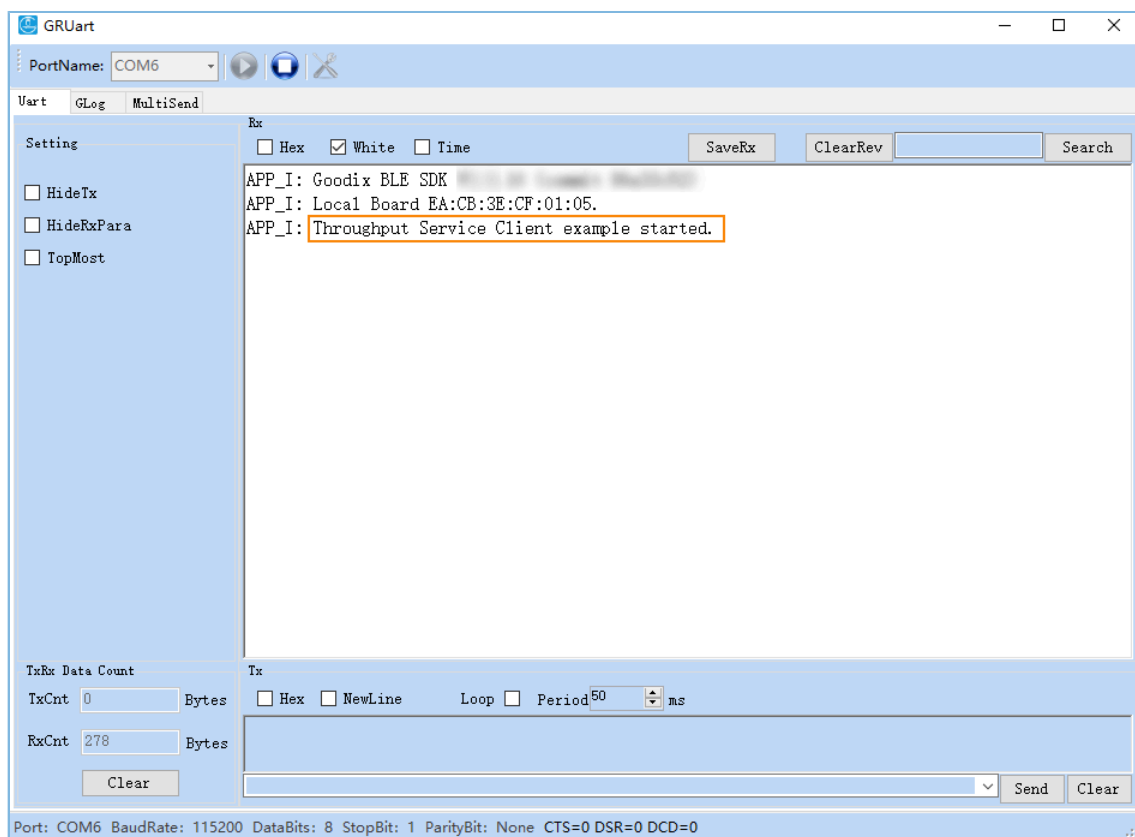 GRUart
PortName: COM6
Uart GLog MultiSend
Setting
HideTx
HideRxPara
TopMost
Rx
Hex White Time SaveRx ClearRev Search
APP_I: Goodix BLE SDK
APP_I: Local Board EA:CB:3E:CF:01:05.
APP_I: Throughput Service Client example started.
TxRx Data Count
TxCnt 0 Bytes
RxCnt 278 Bytes
Clear
Tx
Hex NewLine Loop Period 50 ms
Send Clear
Port: COM6 BaudRate: 115200 DataBits: 8 StopBit: 1 ParityBit: None CTS=0 DSR=0 DCD=0